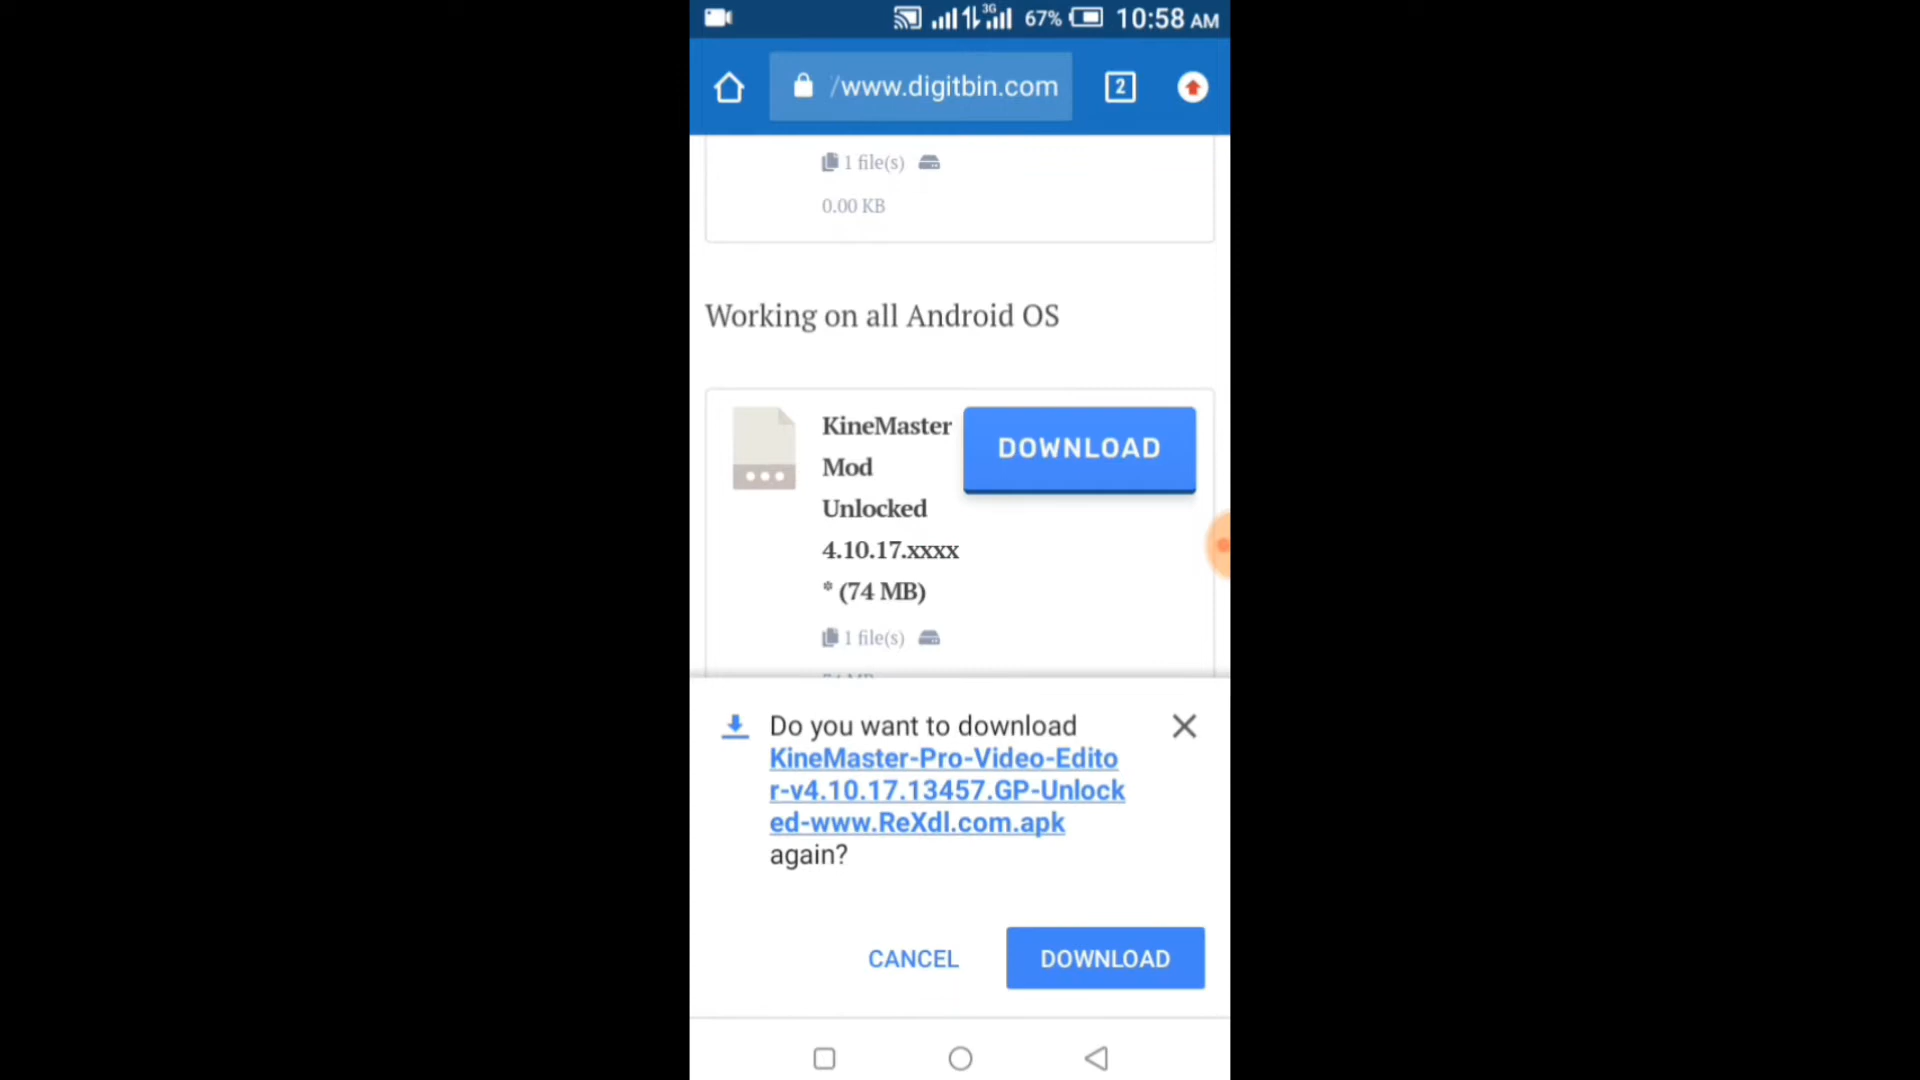 3G 67% 10:58 AM
/www.digitbin.com 2
1 file(s)
0.00 KB
Working on all Android OS
KineMaster
Mod
Unlocked
4.10.17.xxxx
* (74 MB)
DOWNLOAD
1 file(s)
Do you want to download
KineMaster-Pro-Video-Edito
r-v4.10.17.13457.GP-Unlock
ed-www.ReXdl.com.apk
again?
CANCEL DOWNLOAD